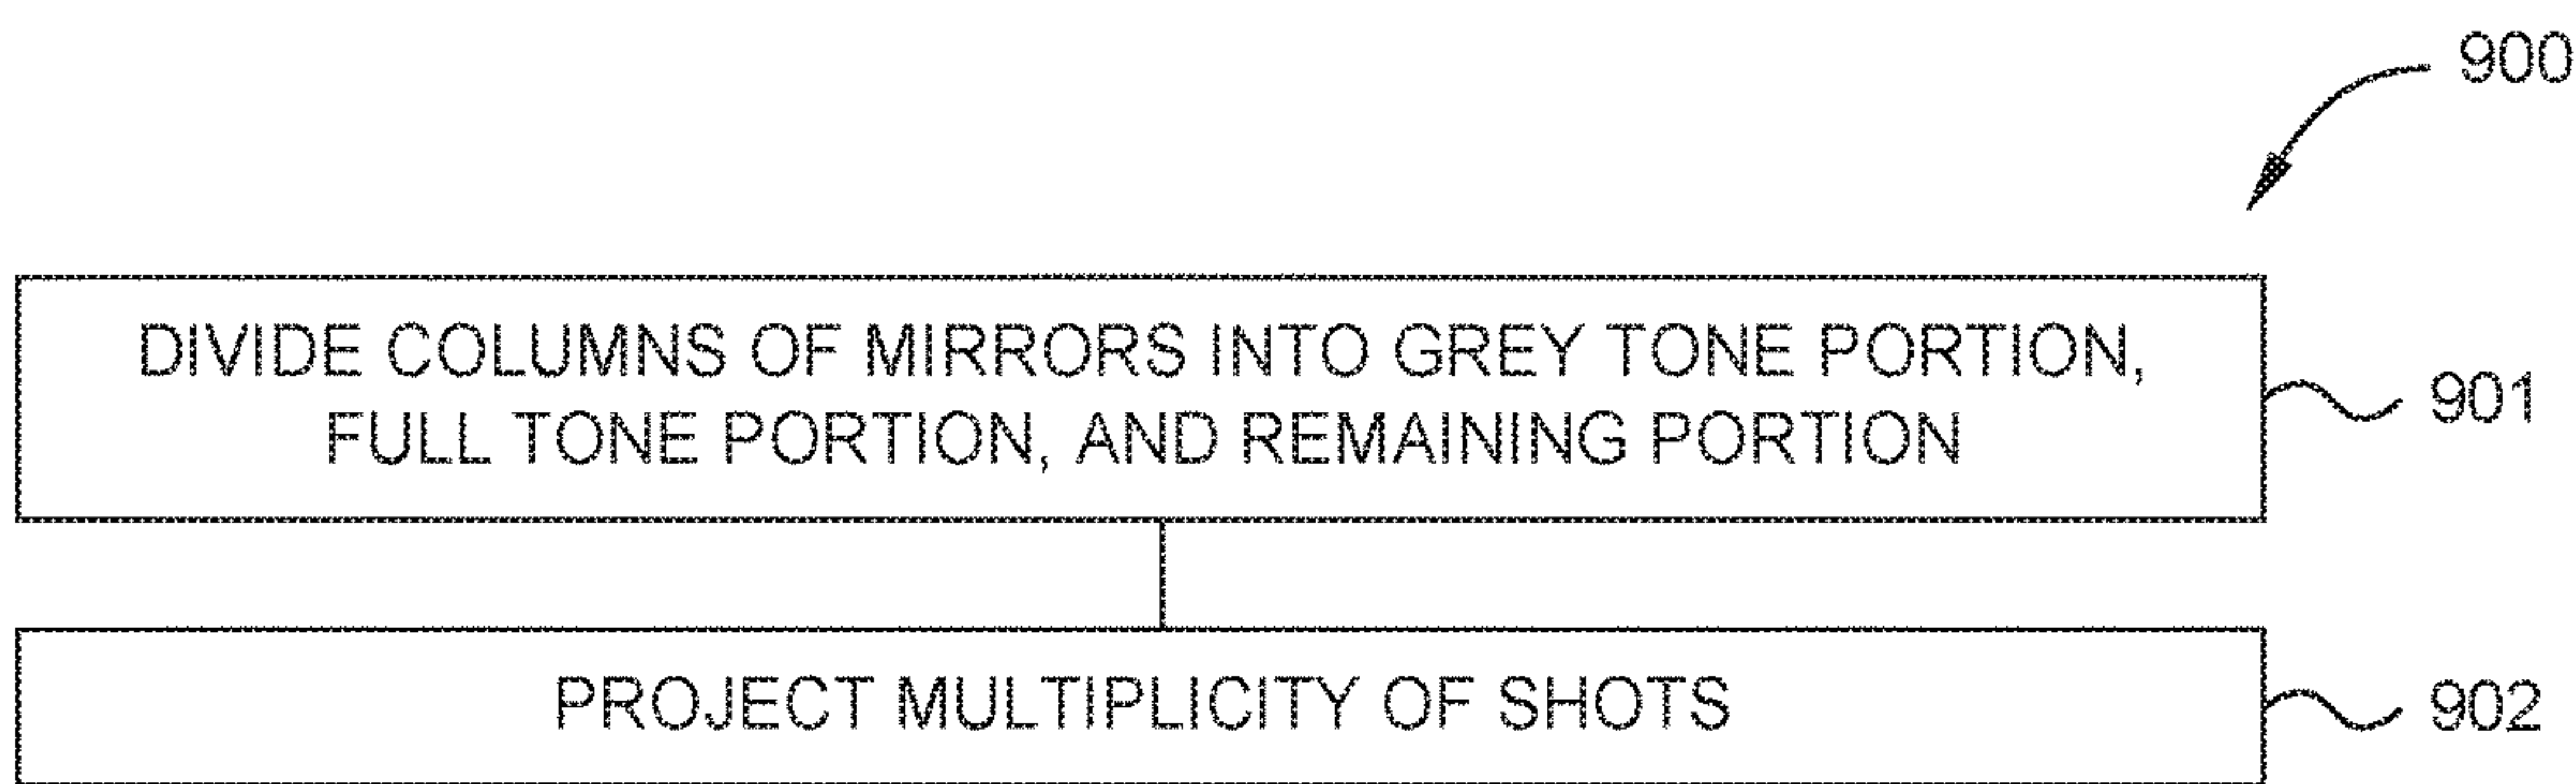 900
DIVIDE COLUMNS OF MIRRORS INTO GREY TONE PORTION,
FULL TONE PORTION, AND REMAINING PORTION
901
PROJECT MULTIPLICITY OF SHOTS
902